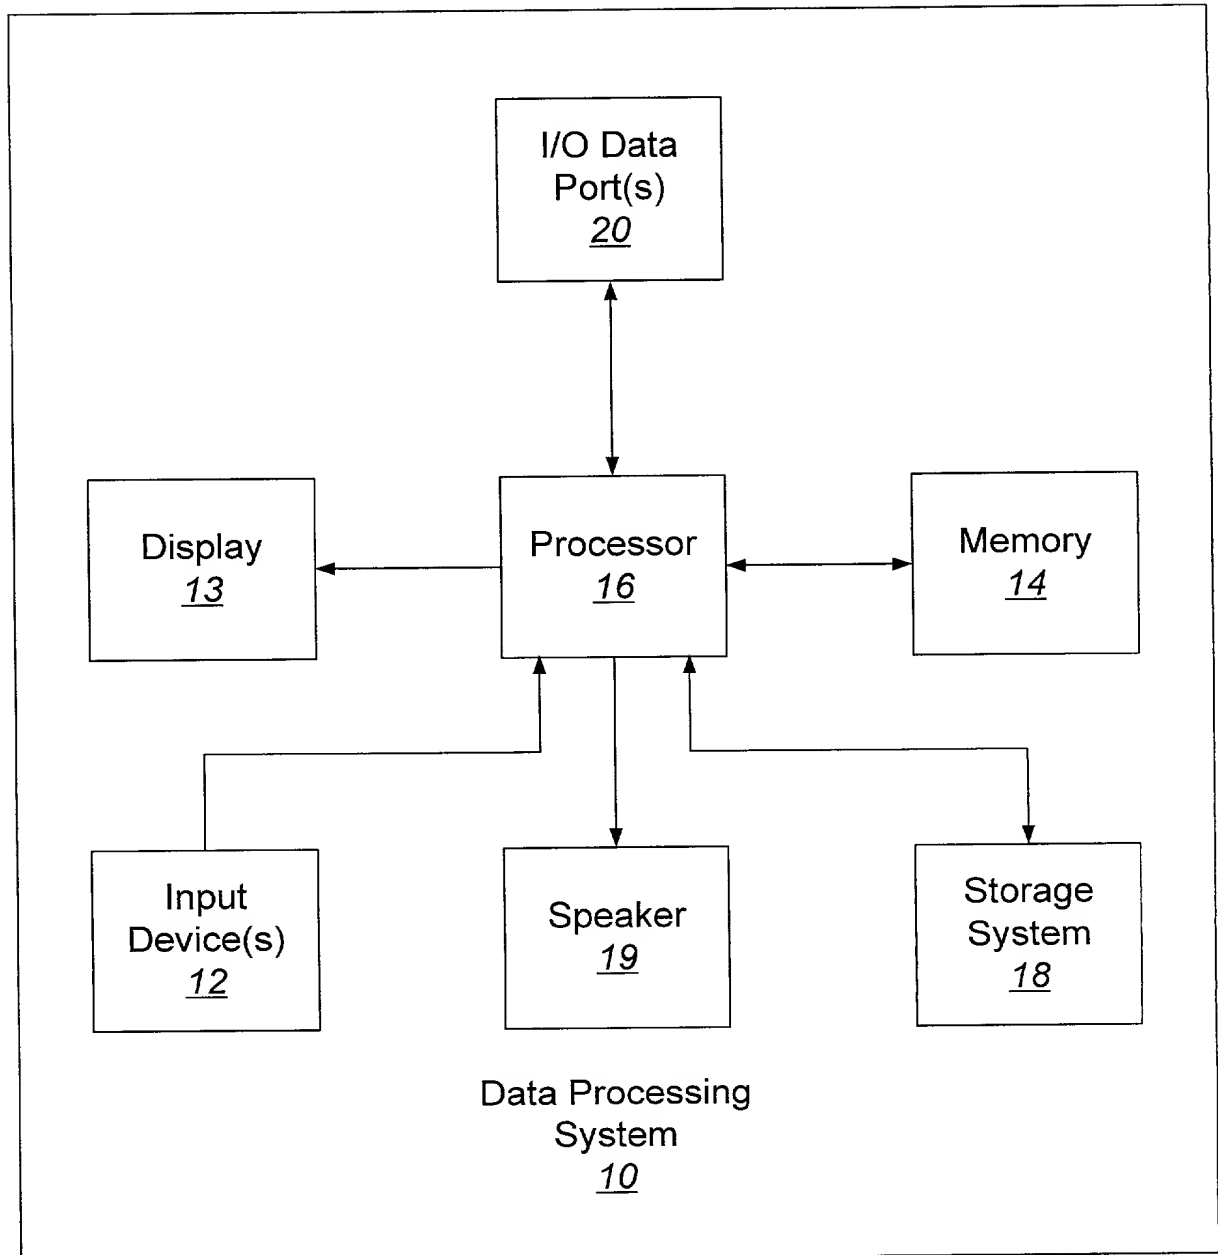 I/O Data
Port(s)
20
Display
13
Processor
16
Memory
14
Input
Device(s)
12
Speaker
19
Storage
System
18
Data Processing
System
10